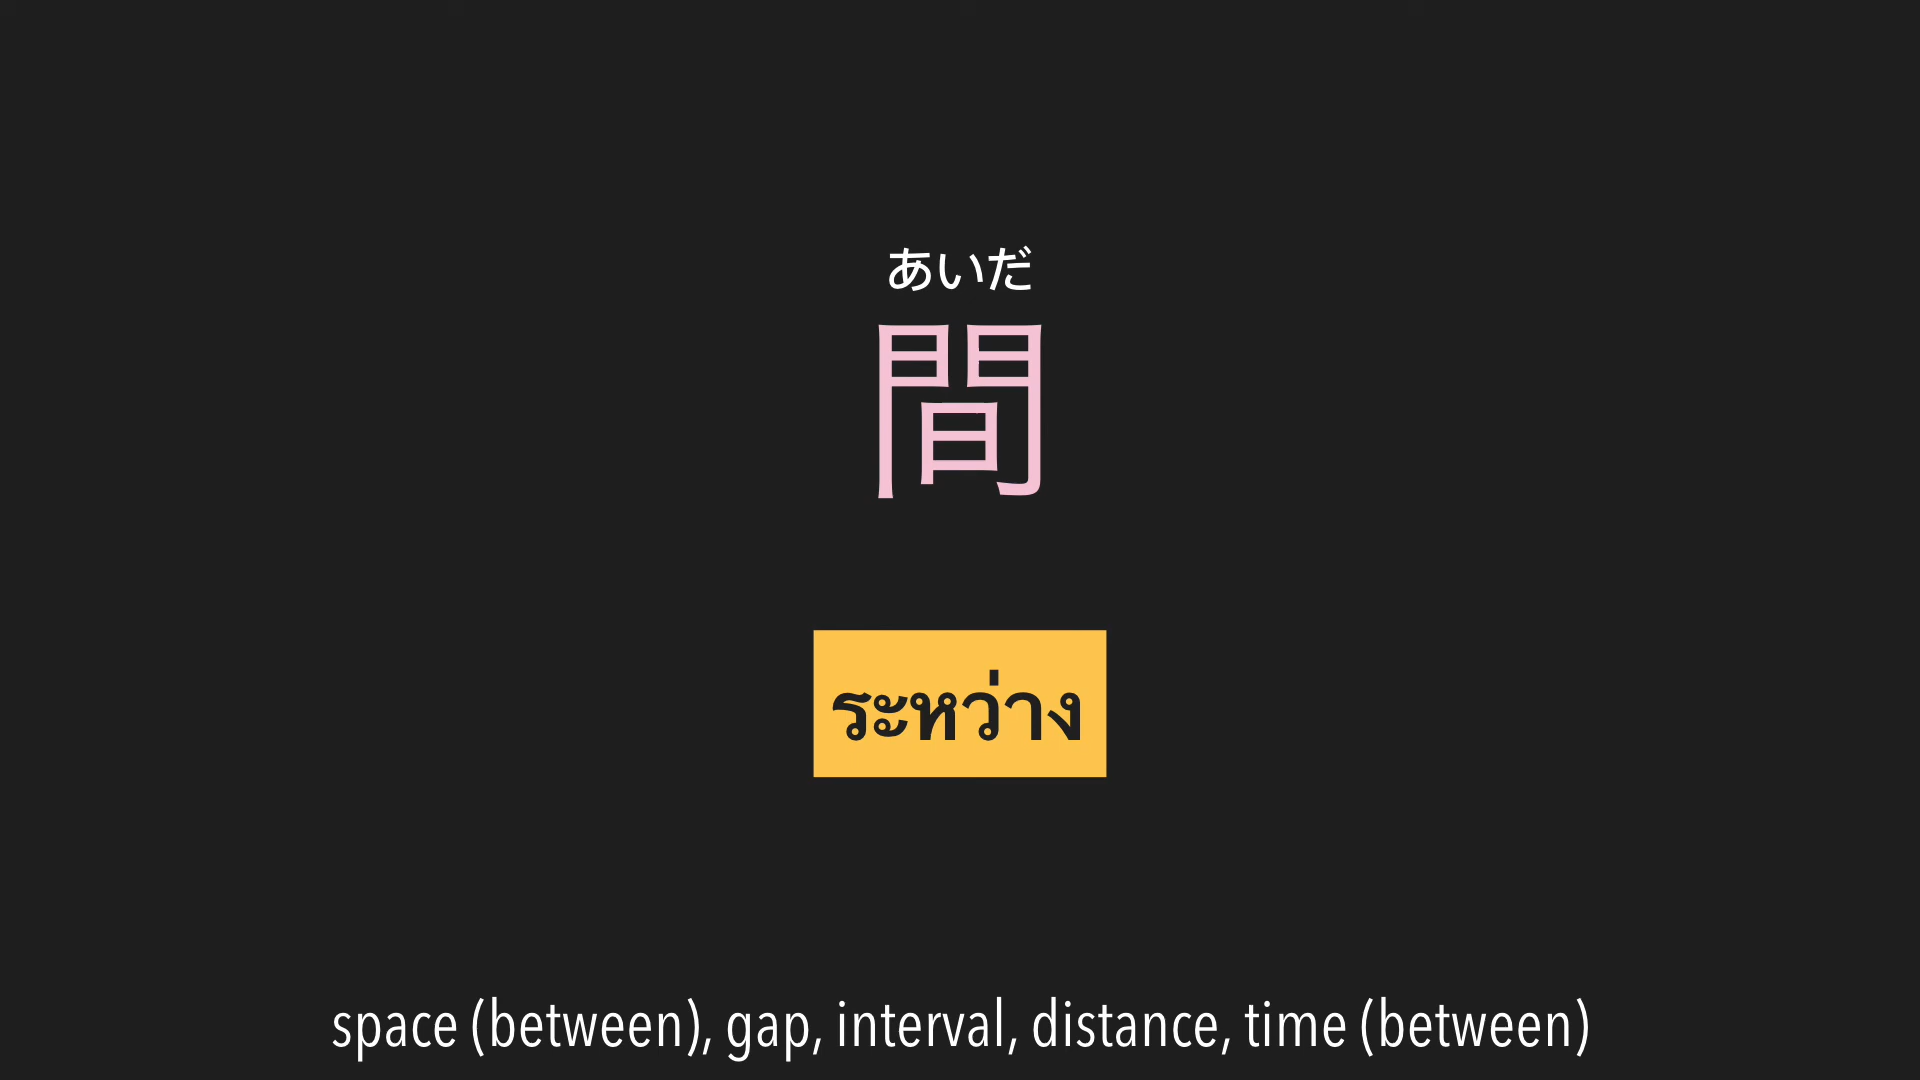 あいだ
間
ระหว่าง
space (between), gap, interval, distance, time (between)